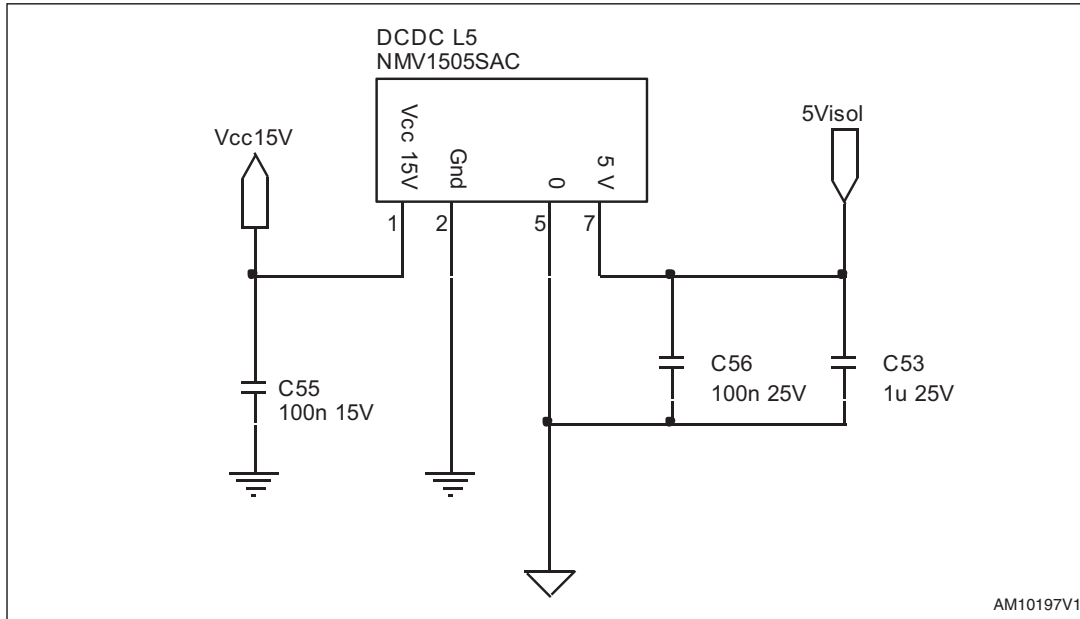 DCDC L5
NMV1505SAC
Vcc15V
5Visol
Vcc 15V
Gnd
0
5 V
1
2
5
7
C55
100n 15V
C56
100n 25V
C53
1u 25V
AM10197V1